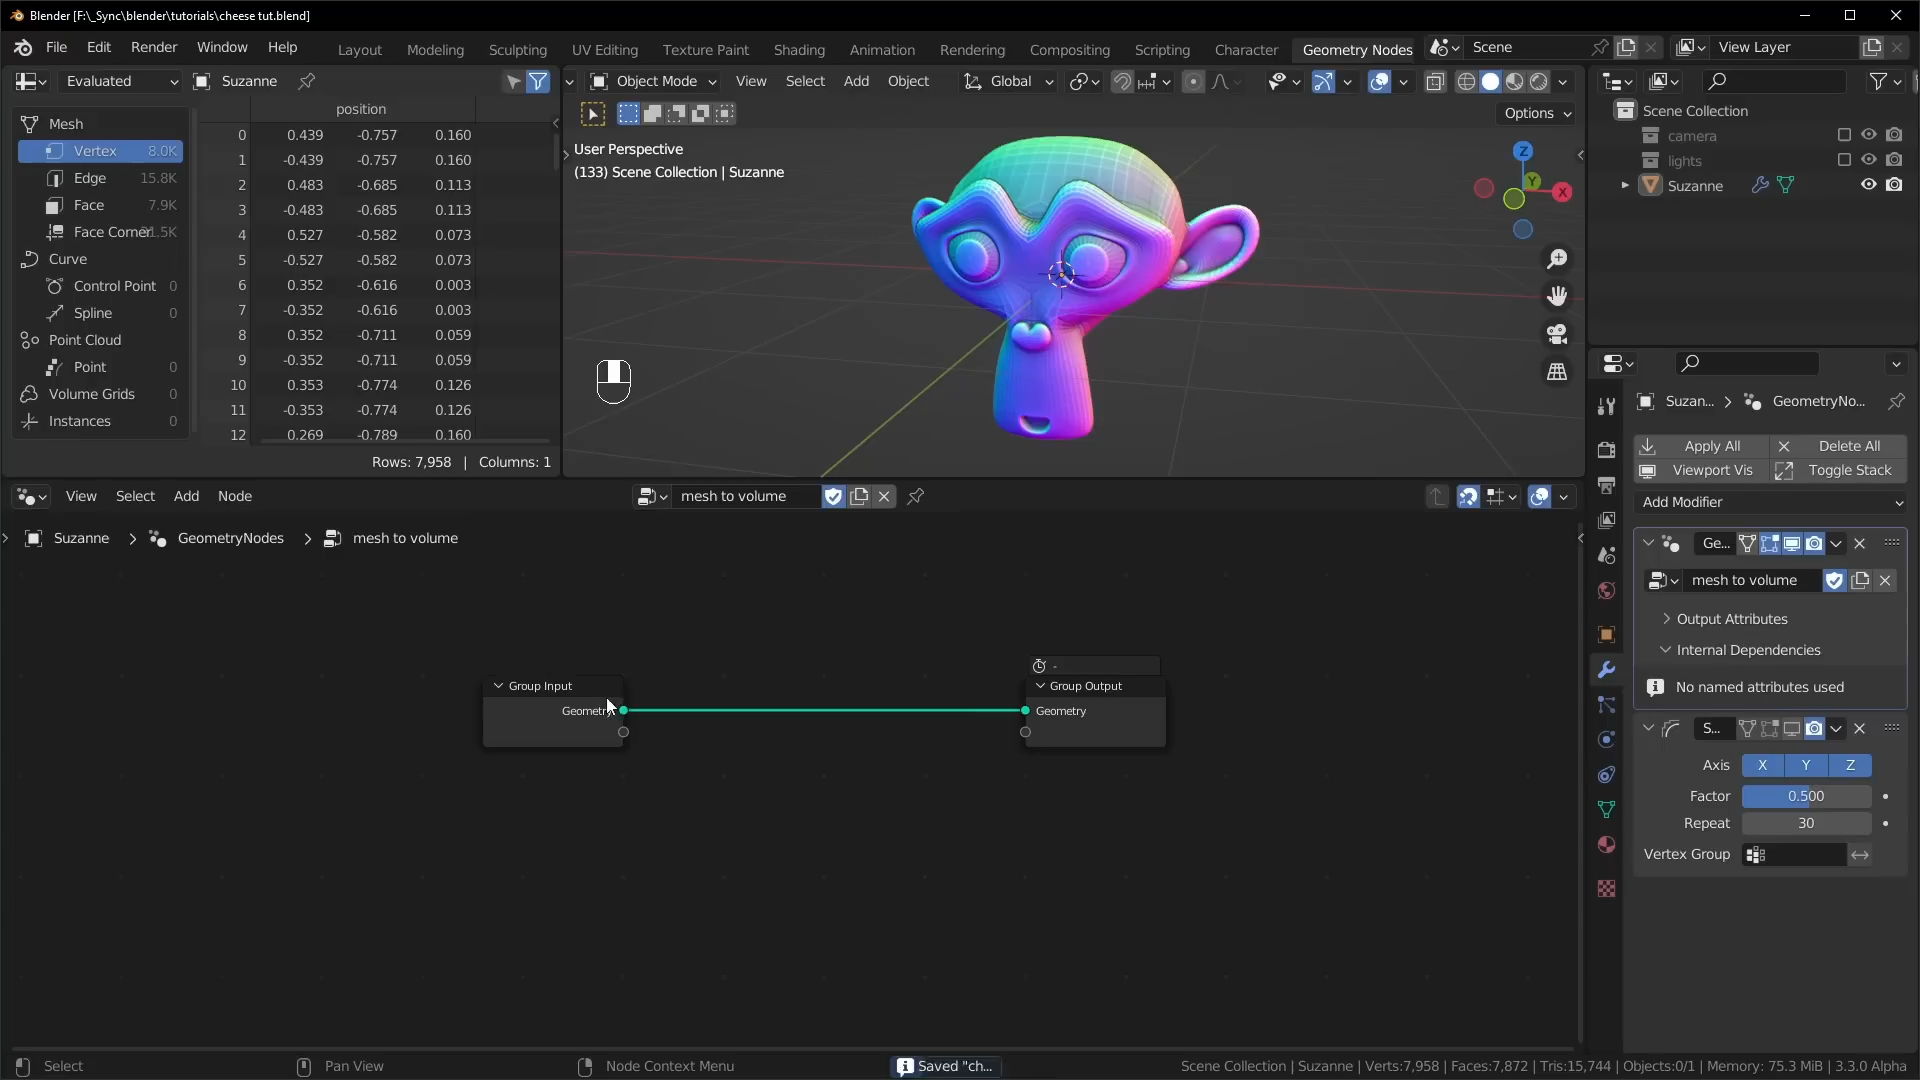 Blender [F:\_Sync\blender\tutorials\cheese tut.blend]
File Edit Render Window Help
Layout Modeling Sculpting UV Editing Texture Paint Shading Animation Rendering Compositing Scripting Character Geometry Nodes
Scene
View Layer
Evaluated
Suzanne
Object Mode View Select Add Object
Global
Options
position
Mesh
Vertex 8.0K
Edge 15.8K
Face 7.9K
Face Corner
Curve
Control Point 0
Spline 0
Point Cloud
Point 0
Volume Grids 0
Instances 0
0 0.439 -0.757 0.160
1 -0.439 -0.757 0.160
2 0.483 -0.685 0.113
3 -0.483 -0.685 0.113
4 0.527 -0.582 0.073
5 -0.527 -0.582 0.073
6 0.352 -0.616 0.003
7 -0.352 -0.616 0.003
8 0.352 -0.711 0.059
9 -0.352 -0.711 0.059
10 0.353 -0.774 0.126
11 -0.353 -0.774 0.126
12 0.269 -0.789 0.160
Rows: 7,958 | Columns: 1
User Perspective
(133) Scene Collection | Suzanne
Z
Y
X
Scene Collection
camera
lights
Suzanne
Suzan... > GeometryNo...
Apply All Delete All
Viewport Vis Toggle Stack
Add Modifier
Ge...
mesh to volume
Output Attributes
Internal Dependencies
No named attributes used
S...
Axis X Y Z
Factor 0.500
Repeat 30
Vertex Group
View Select Add Node
mesh to volume
Suzanne > GeometryNodes > mesh to volume
Group Input
Geometry
-
Group Output
Geometry
Select
Pan View
Node Context Menu
Saved "ch...
Scene Collection | Suzanne | Verts:7,958 | Faces:7,872 | Tris:15,744 | Objects:0/1 | Memory: 75.3 MiB | 3.3.0 Alpha